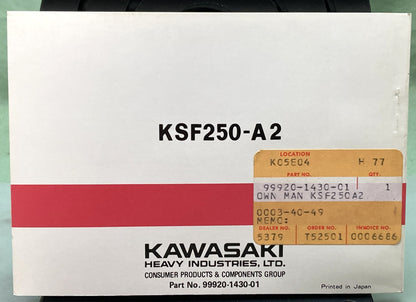 KSF250-A2
LOCATION
K05E04 H 77
PART NO. QTY.
99920-1430-01 1
OWN MAN KSF250A2
0003-40-49
MEMO:
DEALER NO. ORDER NO. INVOICE NO.
5379 T52501 0006686
KAWASAKI
HEAVY INDUSTRIES, LTD.
CONSUMER PRODUCTS & COMPONENTS GROUP
Part No. 99920-1430-01
Printed in Japan